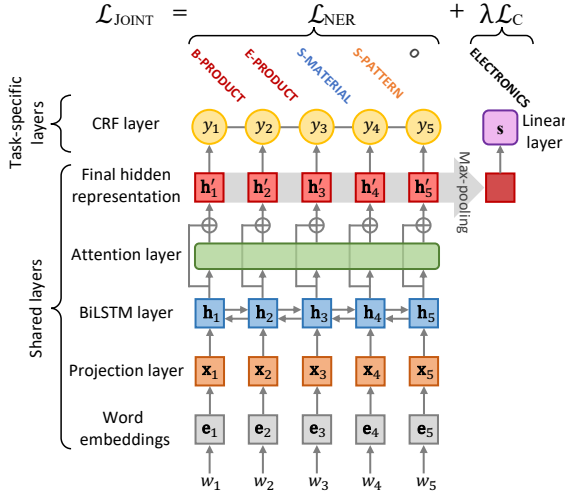 ℒ_JOINT = ℒ_NER + λℒ_C
B-PRODUCT E-PRODUCT S-MATERIAL S-PATTERN O ELECTRONICS
Task-specific layers
CRF layer y₁ y₂ y₃ y₄ y₅ s Linear layer
Final hidden representation h′₁ h′₂ h′₃ h′₄ h′₅ Max-pooling
Shared layers
Attention layer
BiLSTM layer h₁ h₂ h₃ h₄ h₅
Projection layer x₁ x₂ x₃ x₄ x₅
Word embeddings e₁ e₂ e₃ e₄ e₅
w₁ w₂ w₃ w₄ w₅